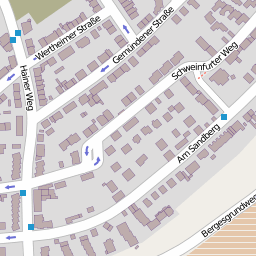 Wertheimer Straße
Gemündener Straße
Schweinfurter Weg
Hainer Weg
Am Sandberg
Bergesgrundweg